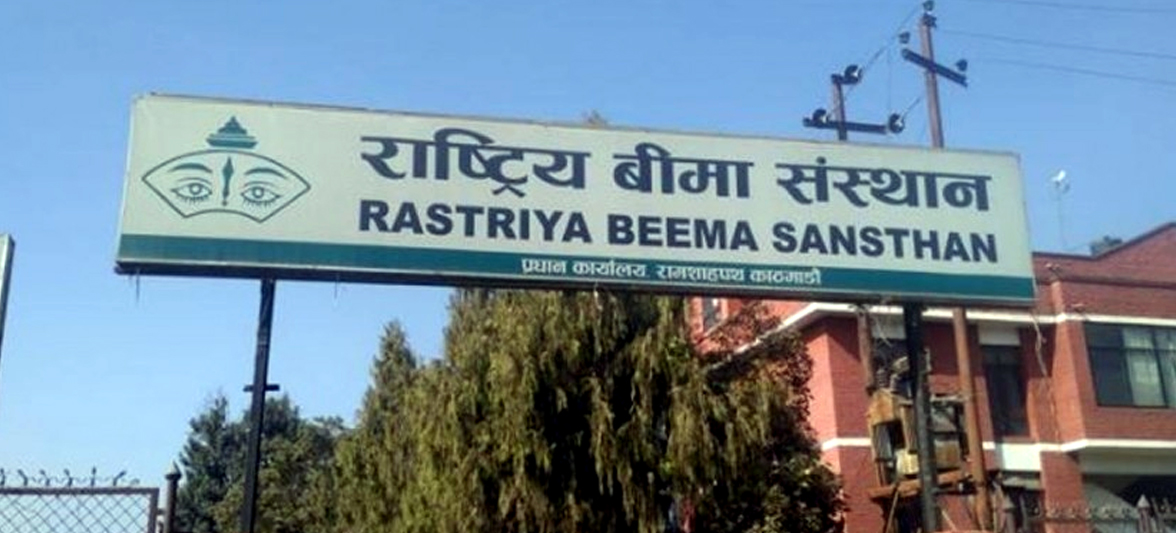 राष्ट्रिय बीमा संस्थान
RASTRIYA BEEMA SANSTHAN
प्रधान कार्यालय, रामशाहपथ काठमाडौं